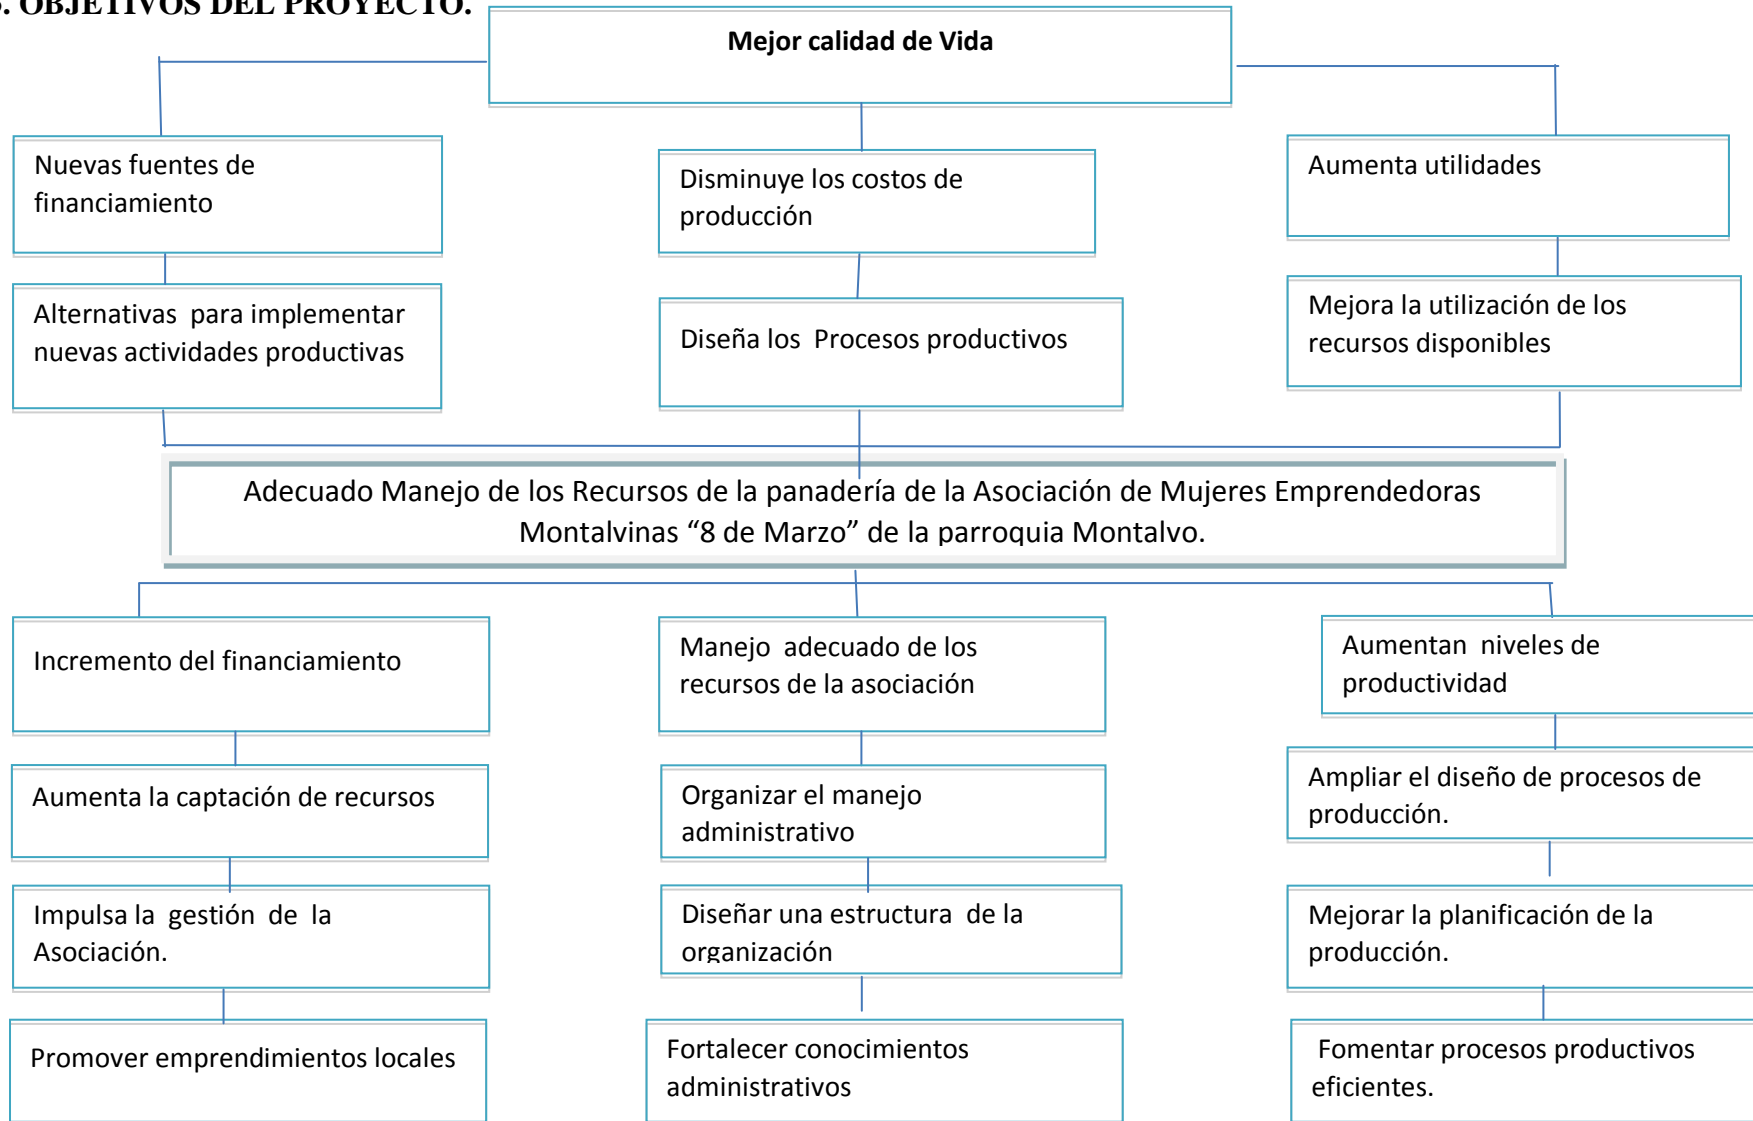 . OBJETIVOS DEL PROYECTO.
Mejor calidad de Vida
Nuevas fuentes de
financiamiento
Disminuye los costos de
producción
Aumenta utilidades
Alternativas para implementar
nuevas actividades productivas
Diseña los Procesos productivos
Mejora la utilización de los
recursos disponibles
Adecuado Manejo de los Recursos de la panadería de la Asociación de Mujeres Emprendedoras
Montalvinas “8 de Marzo” de la parroquia Montalvo.
Incremento del financiamiento
Manejo adecuado de los
recursos de la asociación
Aumentan niveles de
productividad
Aumenta la captación de recursos
Organizar el manejo
administrativo
Ampliar el diseño de procesos de
producción.
Impulsa la gestión de la
Asociación.
Diseñar una estructura de la
organización
Mejorar la planificación de la
producción.
Promover emprendimientos locales
Fortalecer conocimientos
administrativos
Fomentar procesos productivos
eficientes.